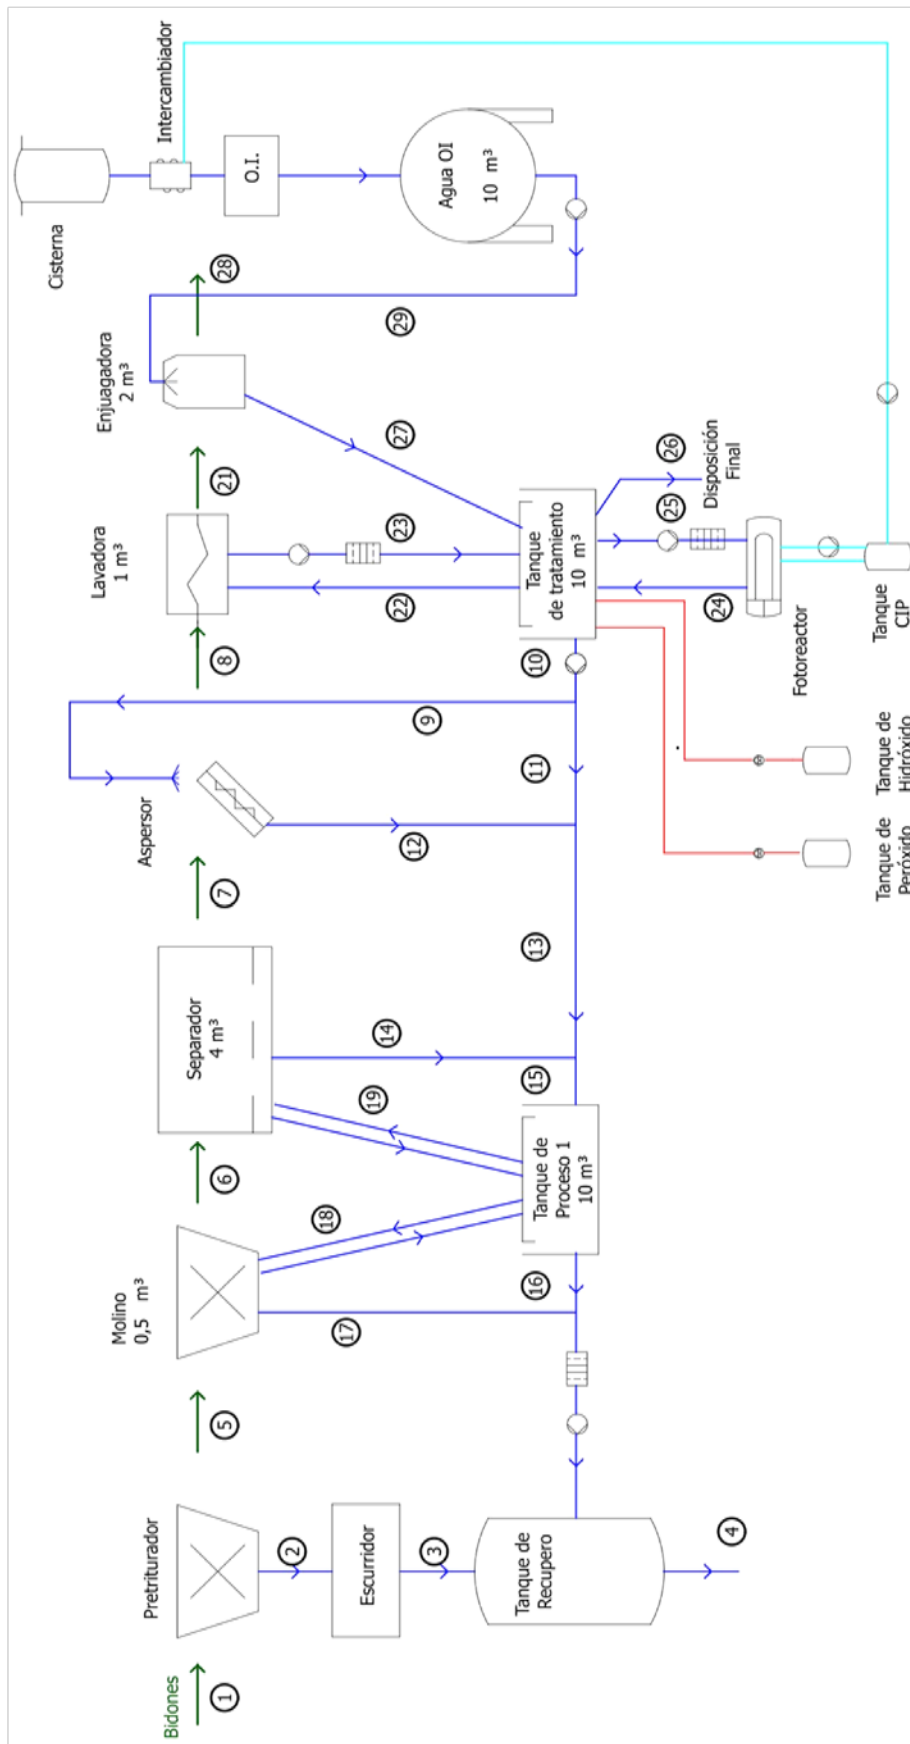 Bidones
1
Pretriturador
2
Escurridor
3
Tanque de
Recupero
4
5
Molino
0,5 m³
17
18
16
6
Separador
4 m³
19
14
Tanque de
Proceso 1
10 m³
15
7
Aspersor
12
13
11
9
10
8
Lavadora
1 m³
22
23
Tanque
de tratamiento
10 m³
21
Enjuagadora
2 m³
27
28
29
26
Disposición
Final
25
24
Fotoreactor
Tanque
CIP
Tanque de
Hidróxido
Tanque de
Peróxido
Cisterna
Intercambiador
O.I.
Agua OI
10 m³